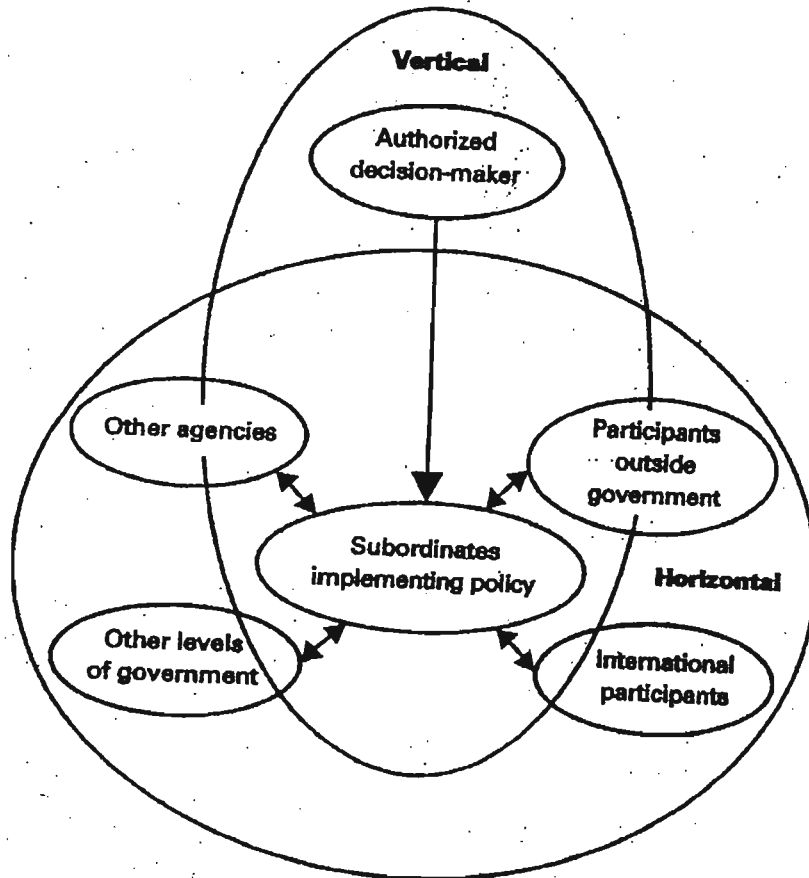 Vertical
Authorized
decision-maker
Other agencies
Participants
outside
government
Subordinates
implementing policy
Horizontal
Other levels
of government
International
participants